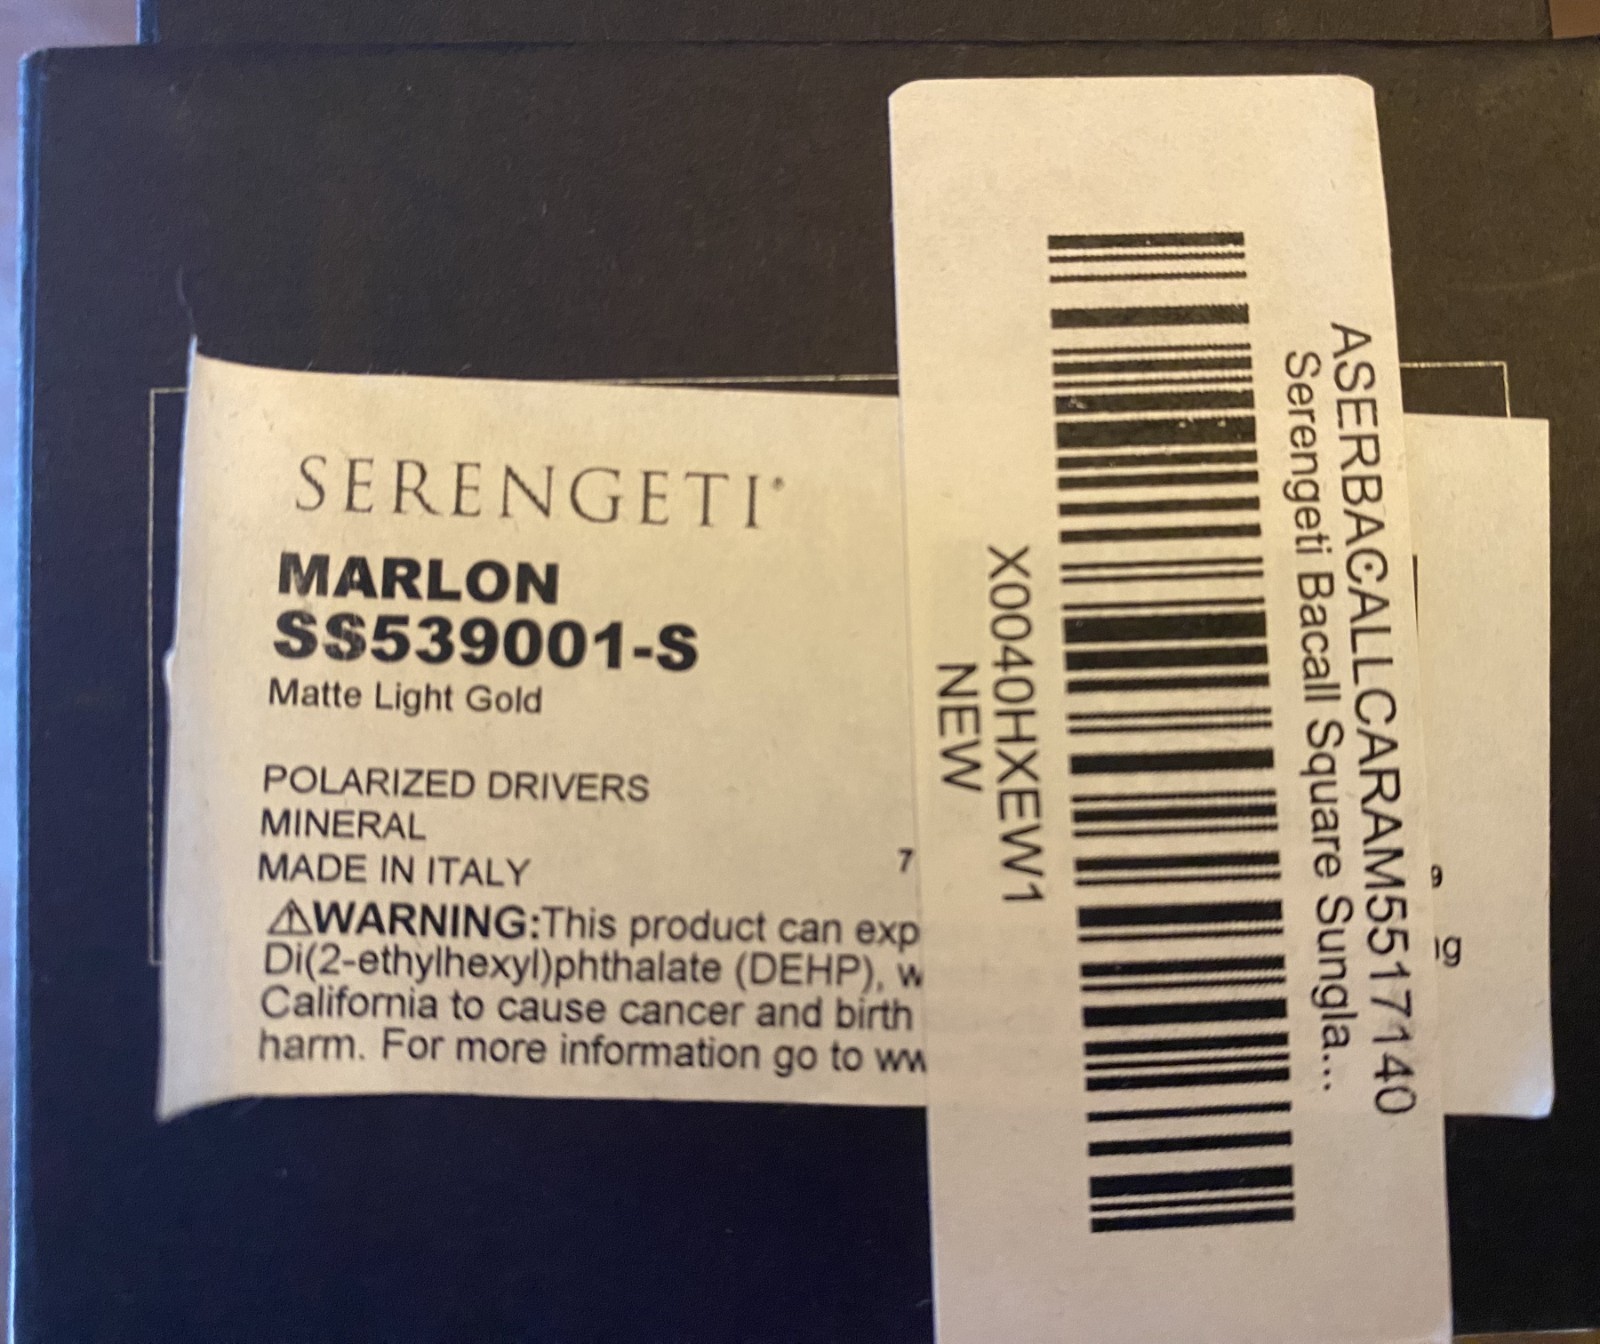 SERENGETI
MARLON
SS539001-S
Matte Light Gold
POLARIZED DRIVERS
MINERAL
MADE IN ITALY
7
⚠WARNING:This product can exp
Di(2-ethylhexyl)phthalate (DEHP), w
California to cause cancer and birth
harm. For more information go to ww
ASERBACALLCARAM5517140
Serengeti Bacall Square Sungla...
X0040HXEW1
NEW
g